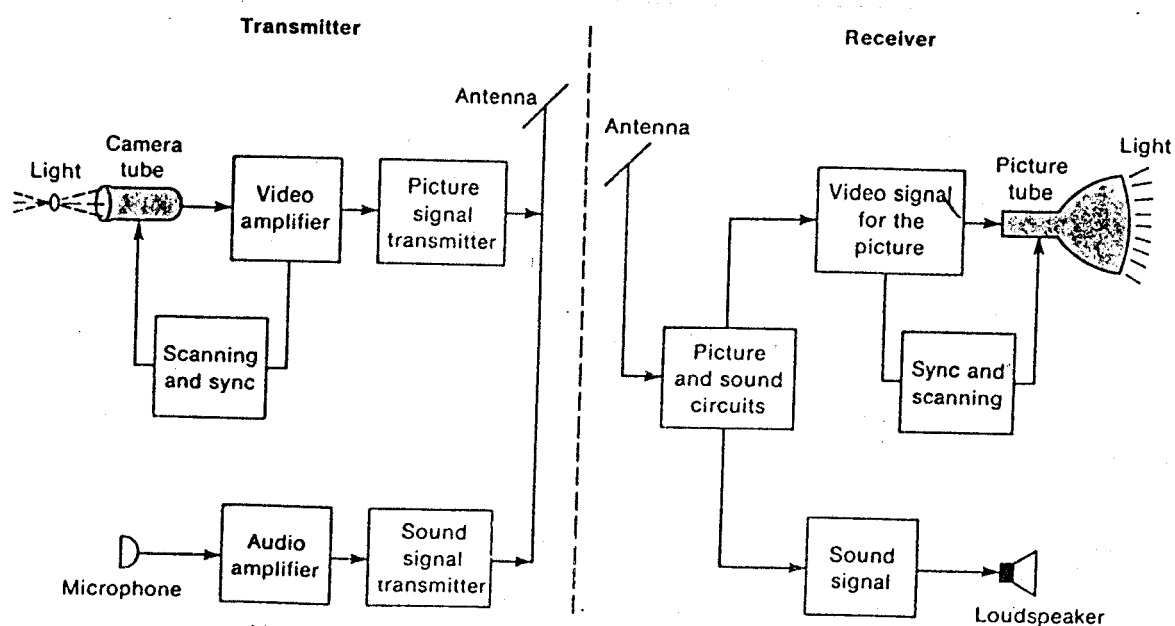 Transmitter
Receiver
Antenna
Antenna
Light
Camera
tube
Video
amplifier
Picture
signal
transmitter
Scanning
and sync
Microphone
Audio
amplifier
Sound
signal
transmitter
Picture
and sound
circuits
Video signal
for the
picture
Picture
tube
Light
Sync and
scanning
Sound
signal
Loudspeaker